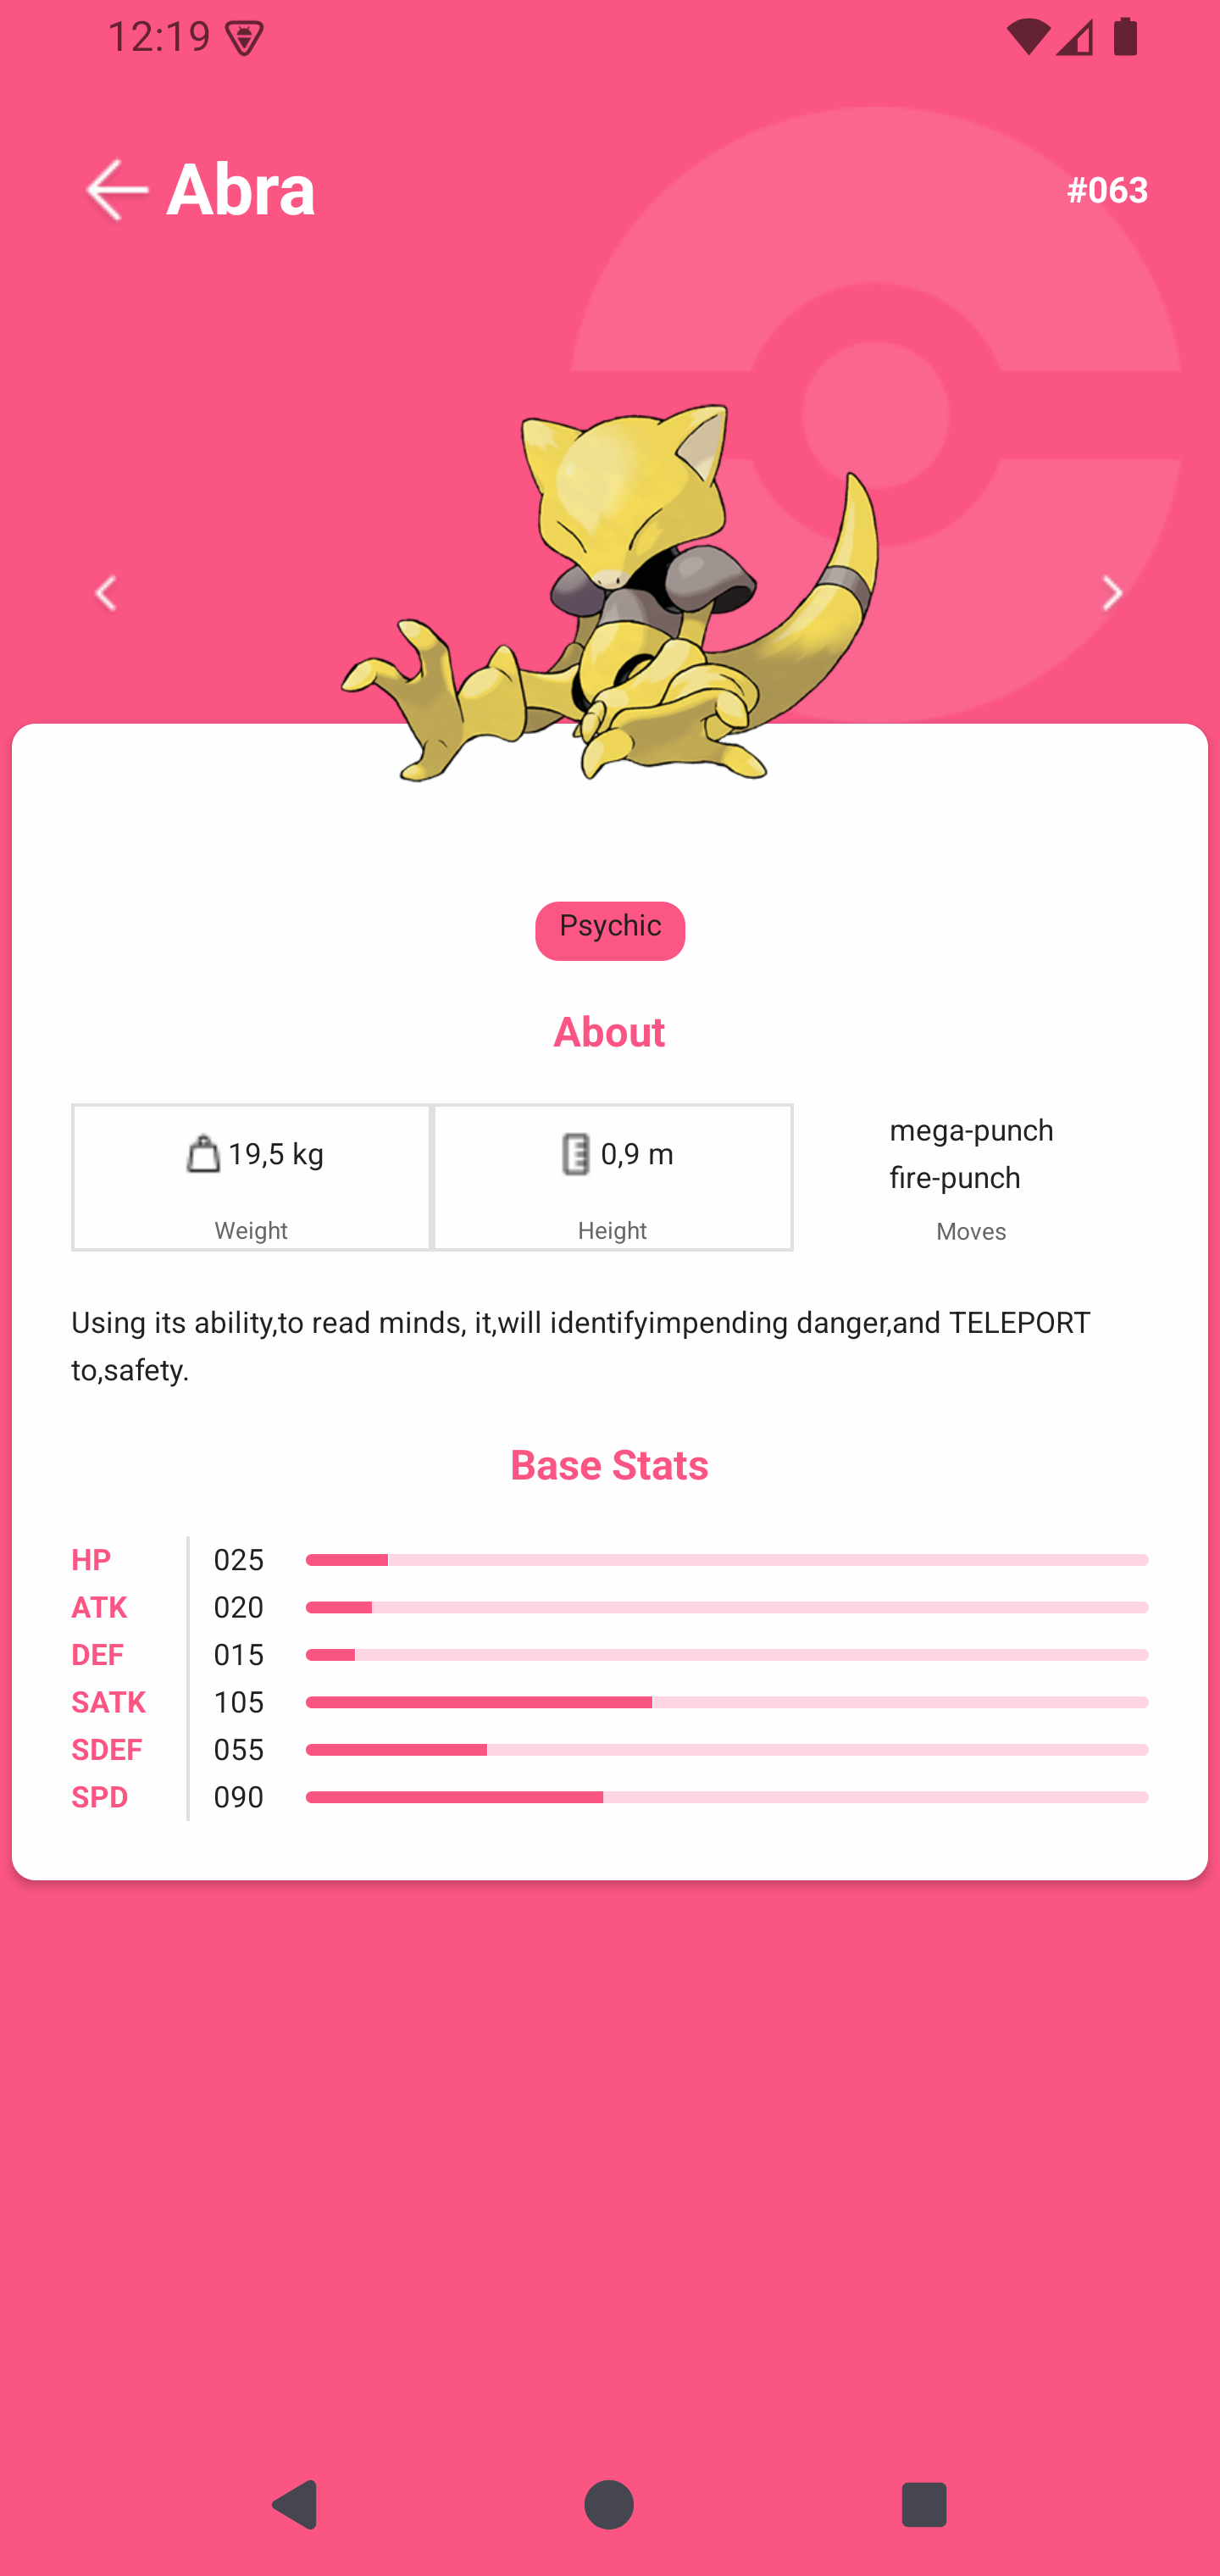 12:19
Abra
#063
Psychic
About
19,5 kg
Weight
0,9 m
Height
mega-punch
fire-punch
Moves
Using its ability,to read minds, it,will identifyimpending danger,and TELEPORT
to,safety.
Base Stats
HP 025
ATK 020
DEF 015
SATK 105
SDEF 055
SPD 090